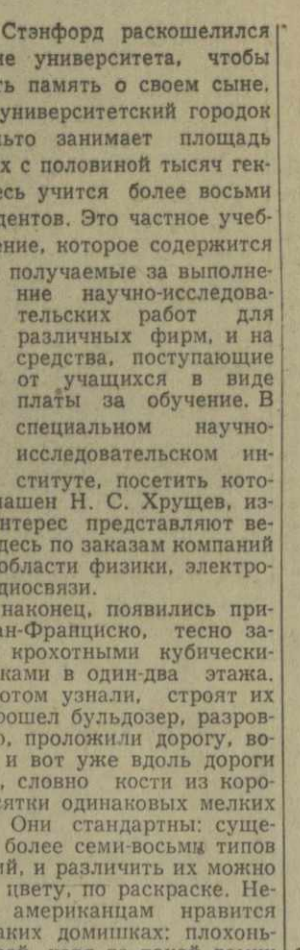 Стэнфорд раскошелился
ие университета, чтобы
ть память о своем сыне.
университетский городок
ьто занимает площадь
х с половиной тысяч гек-
есь учится более восьми
дентов. Это частное учеб-
ение, которое содержится
получаемые за выполне-
ние научно-исследова-
тельских работ для
различных фирм, и на
средства, поступающие
от учащихся в виде
платы за обучение. В
специальном научно-
исследовательском ин-
ституте, посетить кото-
лашен Н. С. Хрущев, из-
нтерес представляют ве-
десь по заказам компаний
области физики, электро-
диосвязи.
наконец, появились при-
ан-Франциско, тесно за-
крохотными кубически-
ками в один-два этажа.
отом узнали, строят их
рошел бульдозер, разров-
о, проложили дорогу, во-
и вот уже вдоль дороги
, словно кости из коро-
сятки одинаковых мелких
Они стандартны: суще-
более семи-восьми типов
ий, и различить их можно
цвету, по раскраске. Не-
американцам нравится
аких домишках: плохонь-